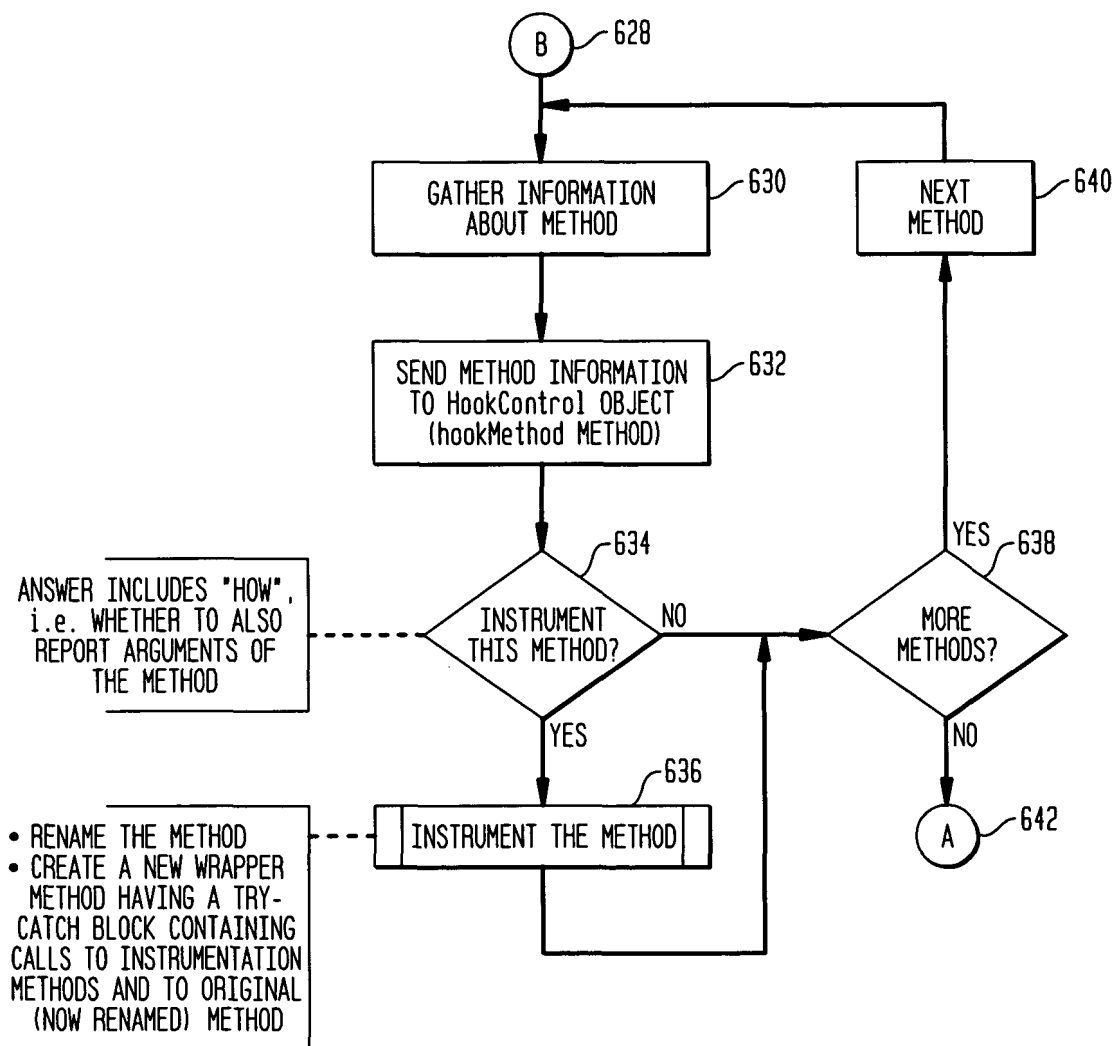 B
628
GATHER INFORMATION
ABOUT METHOD
630
NEXT
METHOD
640
SEND METHOD INFORMATION
TO HookControl OBJECT
(hookMethod METHOD)
632
ANSWER INCLUDES "HOW",
i.e. WHETHER TO ALSO
REPORT ARGUMENTS OF
THE METHOD
634
INSTRUMENT
THIS METHOD?
NO
YES
YES
638
MORE
METHODS?
NO
636
INSTRUMENT THE METHOD
• RENAME THE METHOD
• CREATE A NEW WRAPPER
METHOD HAVING A TRY-
CATCH BLOCK CONTAINING
CALLS TO INSTRUMENTATION
METHODS AND TO ORIGINAL
(NOW RENAMED) METHOD
A
642